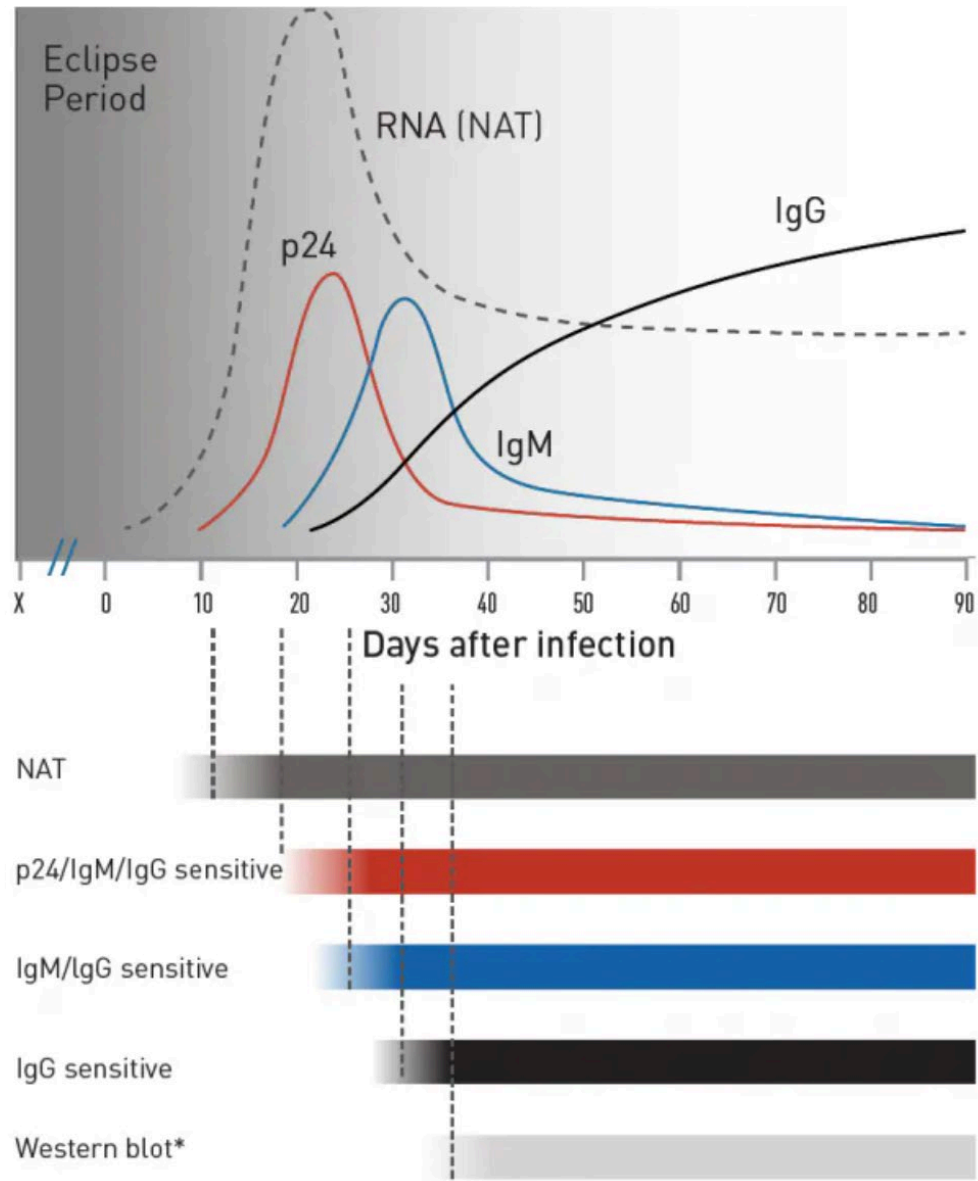 Eclipse
Period
RNA (NAT)
IgG
p24
IgM
X 0 10 20 30 40 50 60 70 80 90
Days after infection
NAT
p24/IgM/IgG sensitive
IgM/lgG sensitive
IgG sensitive
Western blot*